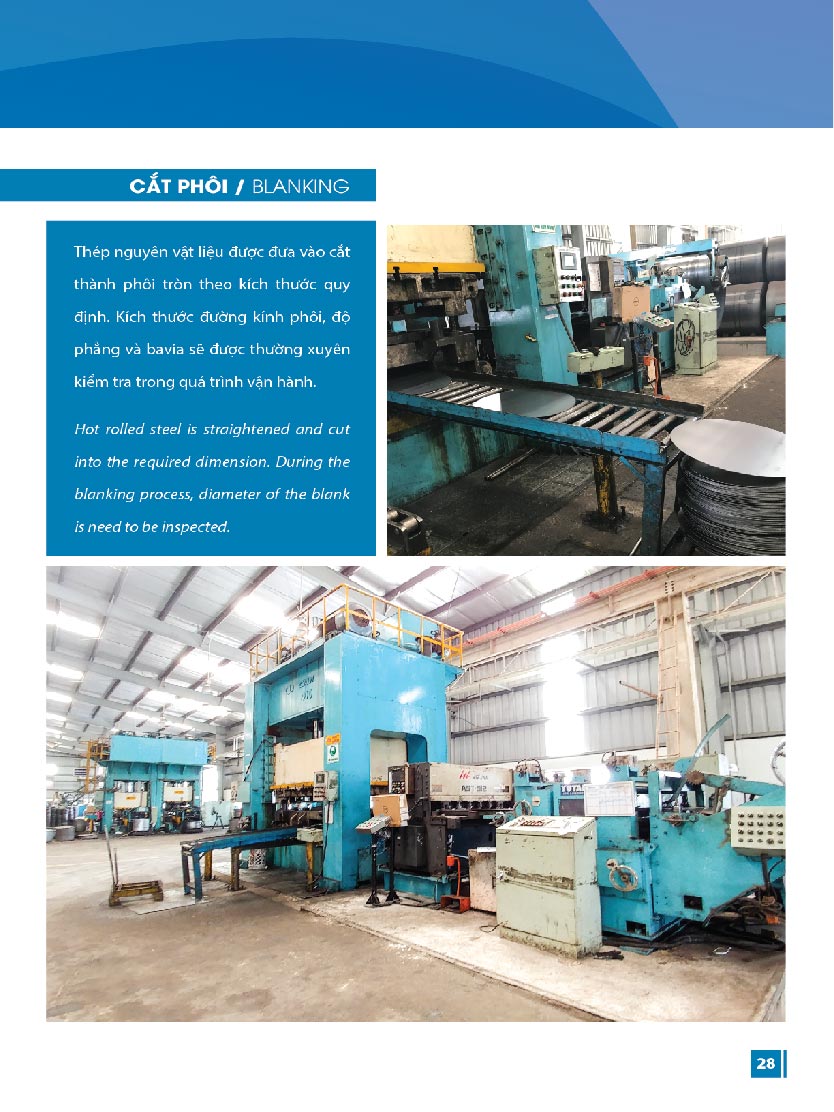 CẮT PHÔI / BLANKING
Thép nguyên vật liệu được đưa vào cắt
thành phôi tròn theo kích thước quy
định. Kích thước đường kính phôi, độ
phẳng và bavia sẽ được thường xuyên
kiểm tra trong quá trình vận hành.
Hot rolled steel is straightened and cut
into the required dimension. During the
blanking process, diameter of the blank
is need to be inspected.
28